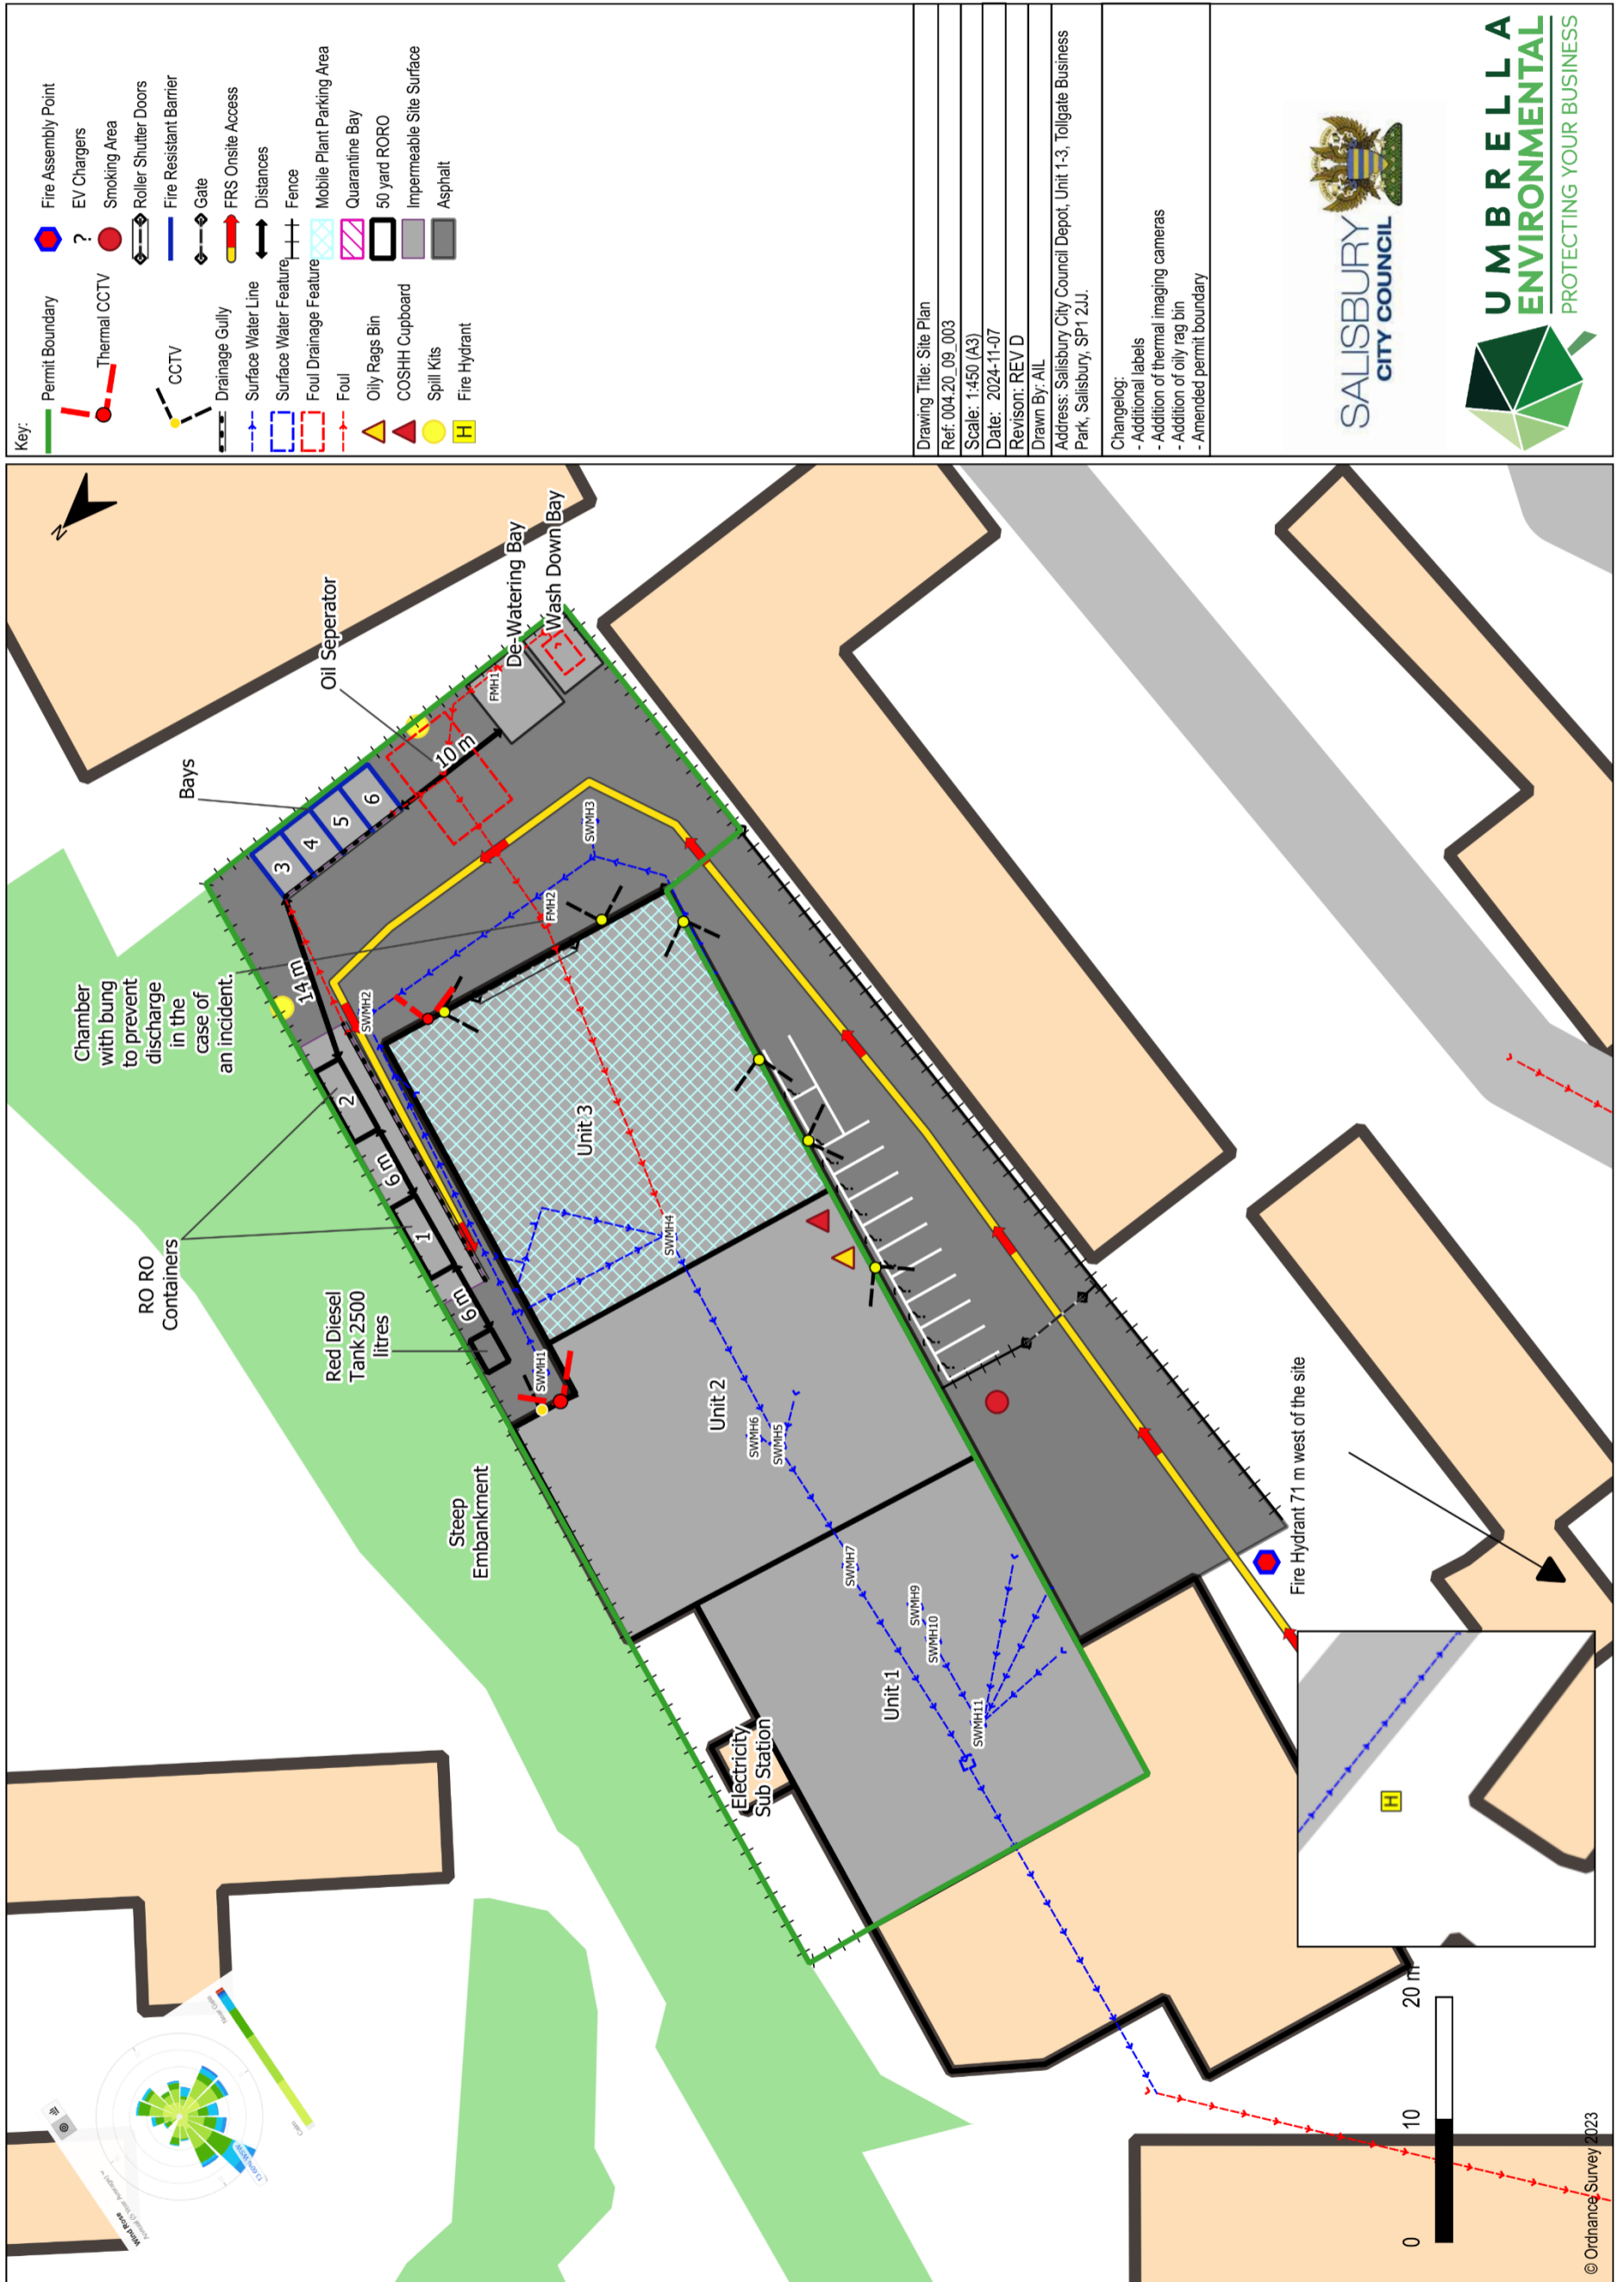 Key:
Permit Boundary
Thermal CCTV
CCTV
Drainage Gully
Surface Water Line
Surface Water Feature
Foul Drainage Feature
Foul
Oily Rags Bin
COSHH Cupboard
Spill Kits
H
Fire Hydrant
Fire Assembly Point
?
EV Chargers
Smoking Area
Roller Shutter Doors
Fire Resistant Barrier
Gate
FRS Onsite Access
Distances
Fence
Mobile Plant Parking Area
Quarantine Bay
50 yard RORO
Impermeable Site Surface
Asphalt
Drawing Title: Site Plan
Ref: 004.20_09_003
Scale: 1:450 (A3)
Date: 2024-11-07
Revison: REV D
Drawn By: AIL
Address: Salisbury City Council Depot, Unit 1-3, Tollgate Business
Park, Salisbury, SP1 2JJ.
Changelog:
- Additional labels
- Addition of thermal imaging cameras
- Addition of oily rag bin
- Amended permit boundary
SALISBURY
CITY COUNCIL
UMBRELLA
ENVIRONMENTAL
PROTECTING YOUR BUSINESS
N
Wind Rose
Calm
13.60% WSW
RO RO
Containers
Chamber
with bung
to prevent
discharge
in the
case of
an incident.
Bays
Oil Seperator
De-Watering Bay
Wash Down Bay
Red Diesel
Tank 2500
litres
Steep
Embankment
Electricity
Sub Station
6 m
1
6 m
2
14 m
3
4
5
6
10 m
FMH1
FMH2
SWMH1
SWMH2
SWMH3
SWMH4
SWMH5
SWMH6
SWMH7
SWMH9
SWMH10
SWMH11
Unit 1
Unit 2
Unit 3
Fire Hydrant 71 m west of the site
H
0 10 20 m
© Ordnance Survey 2023